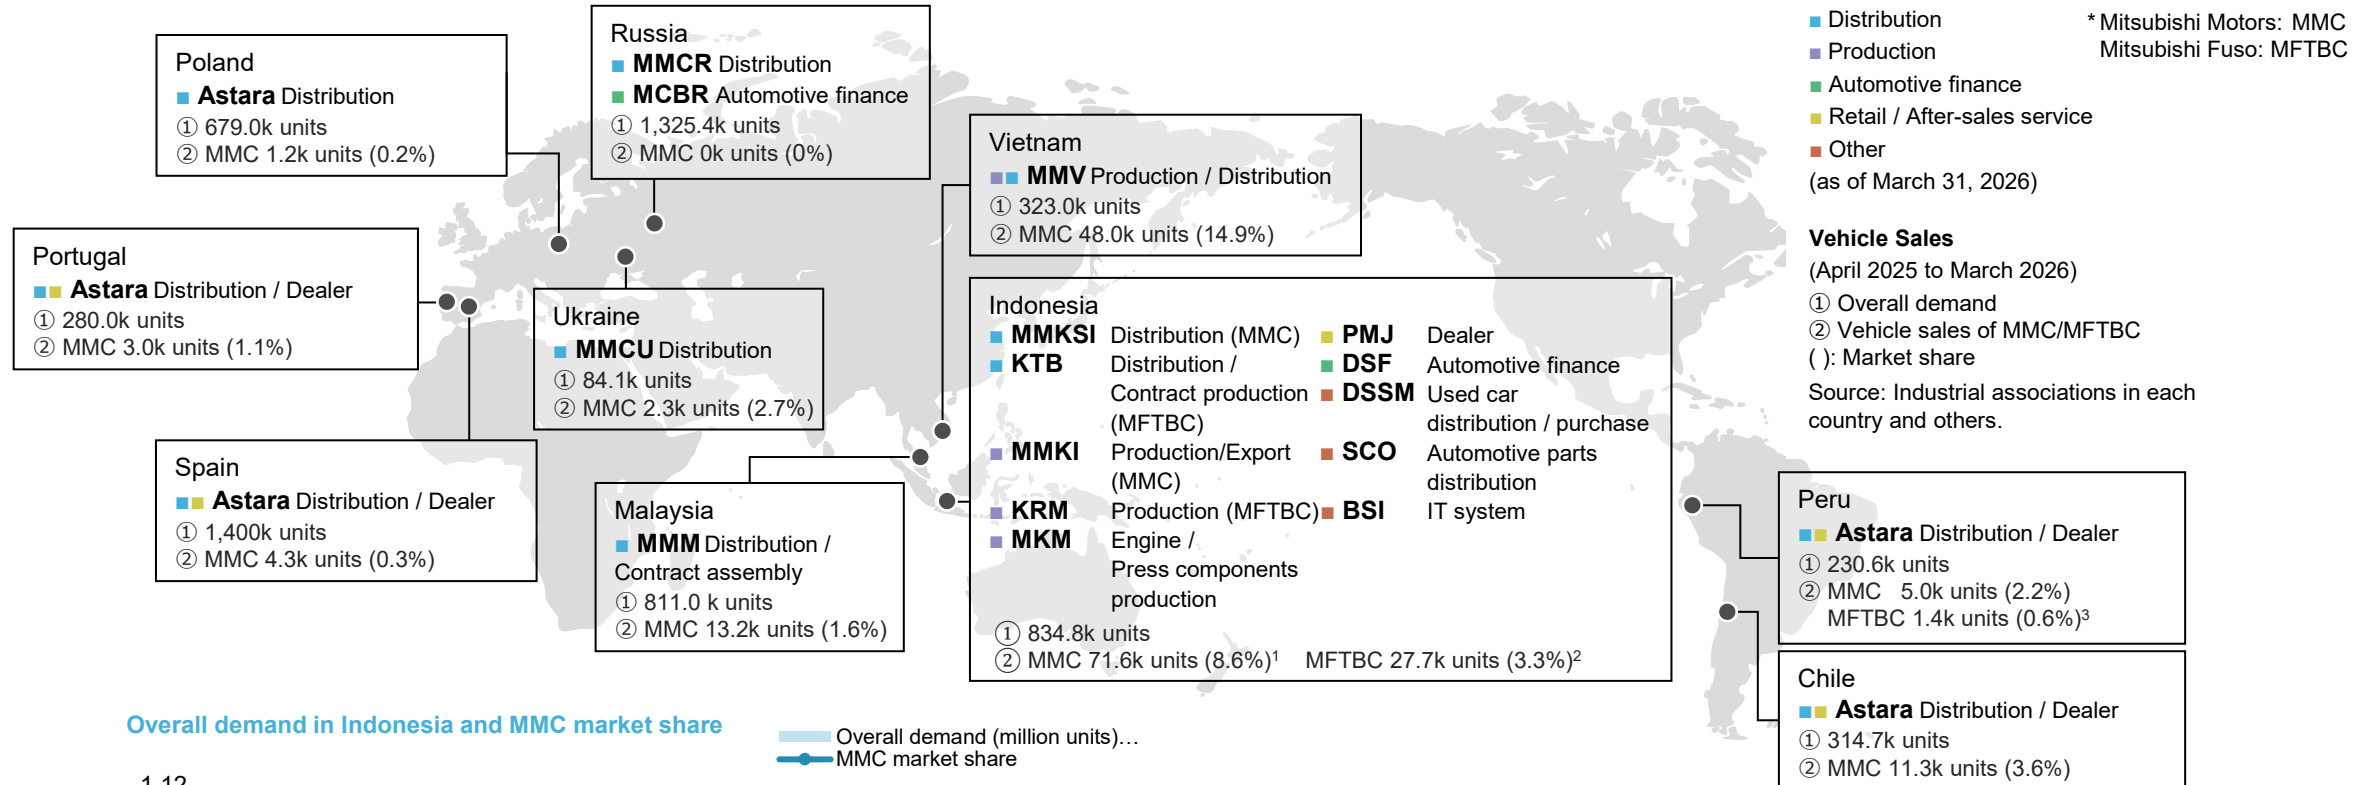 Poland
■ Astara Distribution
① 679.0k units
② MMC 1.2k units (0.2%)
Russia
■ MMCR Distribution
■ MCBR Automotive finance
① 1,325.4k units
② MMC 0k units (0%)
Vietnam
■■ MMV Production / Distribution
① 323.0k units
② MMC 48.0k units (14.9%)
■ Distribution
■ Production
■ Automotive finance
■ Retail / After-sales service
■ Other
(as of March 31, 2026)
* Mitsubishi Motors: MMC
Mitsubishi Fuso: MFTBC
Vehicle Sales
(April 2025 to March 2026)
① Overall demand
② Vehicle sales of MMC/MFTBC
( ): Market share
Source: Industrial associations in each
country and others.
Portugal
■■ Astara Distribution / Dealer
① 280.0k units
② MMC 3.0k units (1.1%)
Ukraine
■ MMCU Distribution
① 84.1k units
② MMC 2.3k units (2.7%)
Spain
■■ Astara Distribution / Dealer
① 1,400k units
② MMC 4.3k units (0.3%)
Malaysia
■ MMM Distribution /
Contract assembly
① 811.0 k units
② MMC 13.2k units (1.6%)
Indonesia
■ MMKSI Distribution (MMC)
■ KTB Distribution /
Contract production
(MFTBC)
■ MMKI Production/Export
(MMC)
■ KRM Production (MFTBC)
■ MKM Engine /
Press components
production
■ PMJ Dealer
■ DSF Automotive finance
■ DSSM Used car
distribution / purchase
■ SCO Automotive parts
distribution
■ BSI IT system
① 834.8k units
② MMC 71.6k units (8.6%)¹ MFTBC 27.7k units (3.3%)²
Peru
■■ Astara Distribution / Dealer
① 230.6k units
② MMC 5.0k units (2.2%)
MFTBC 1.4k units (0.6%)³
Chile
■■ Astara Distribution / Dealer
① 314.7k units
② MMC 11.3k units (3.6%)
Overall demand in Indonesia and MMC market share
Overall demand (million units)…
MMC market share
1.12